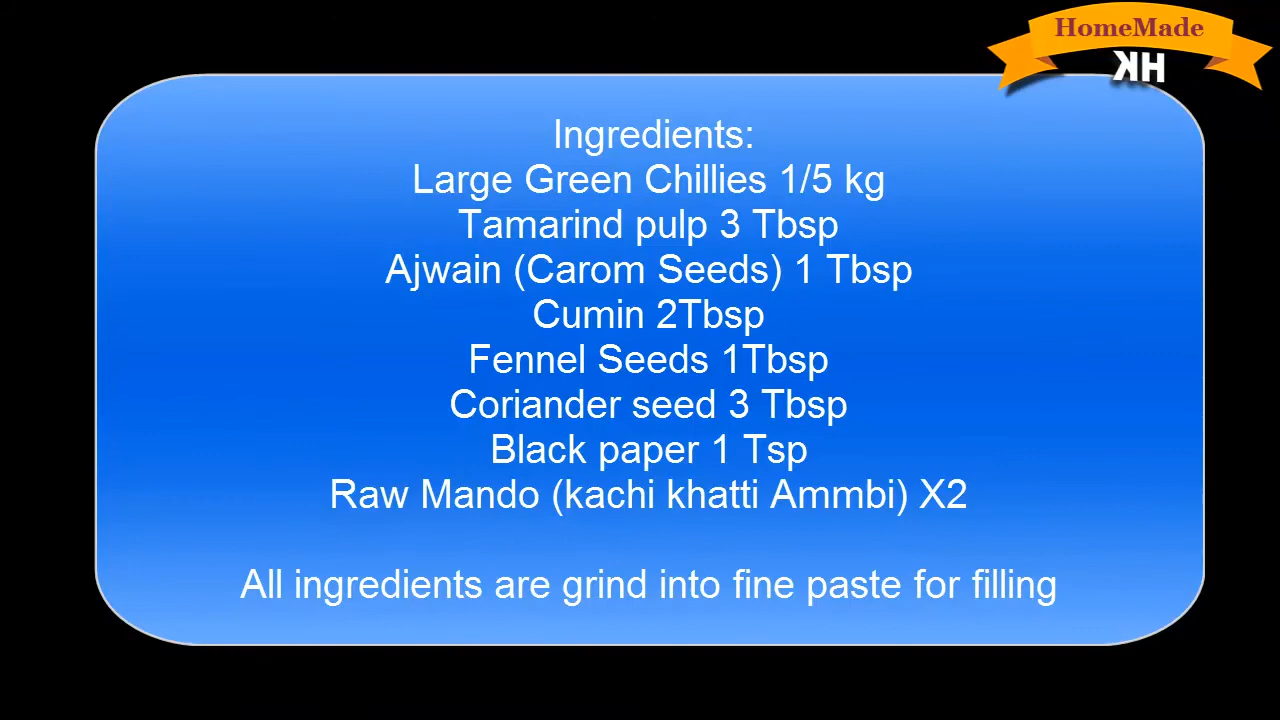 HomeMade
HK
Ingredients:
Large Green Chillies 1/5 kg
Tamarind pulp 3 Tbsp
Ajwain (Carom Seeds) 1 Tbsp
Cumin 2Tbsp
Fennel Seeds 1Tbsp
Coriander seed 3 Tbsp
Black paper 1 Tsp
Raw Mando (kachi khatti Ammbi) X2
All ingredients are grind into fine paste for filling